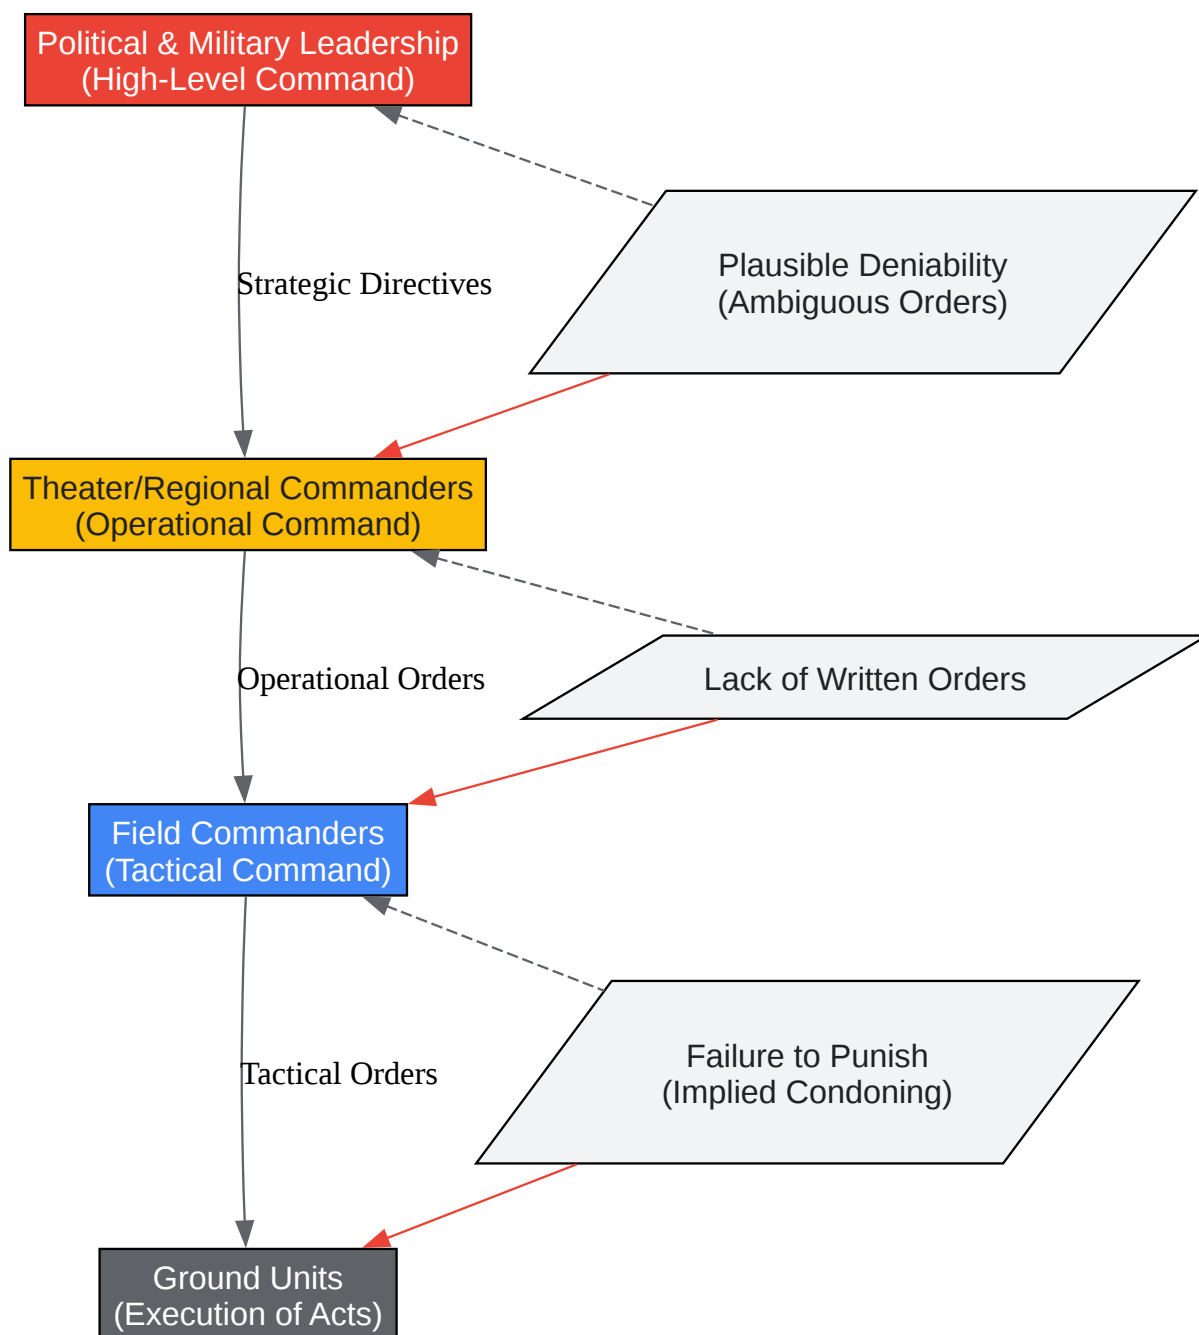 Political & Military Leadership
(High-Level Command)
Plausible Deniability
(Ambiguous Orders)
Strategic Directives
Theater/Regional Commanders
(Operational Command)
Lack of Written Orders
Operational Orders
Field Commanders
(Tactical Command)
Failure to Punish
(Implied Condoning)
Tactical Orders
Ground Units
(Execution of Acts)